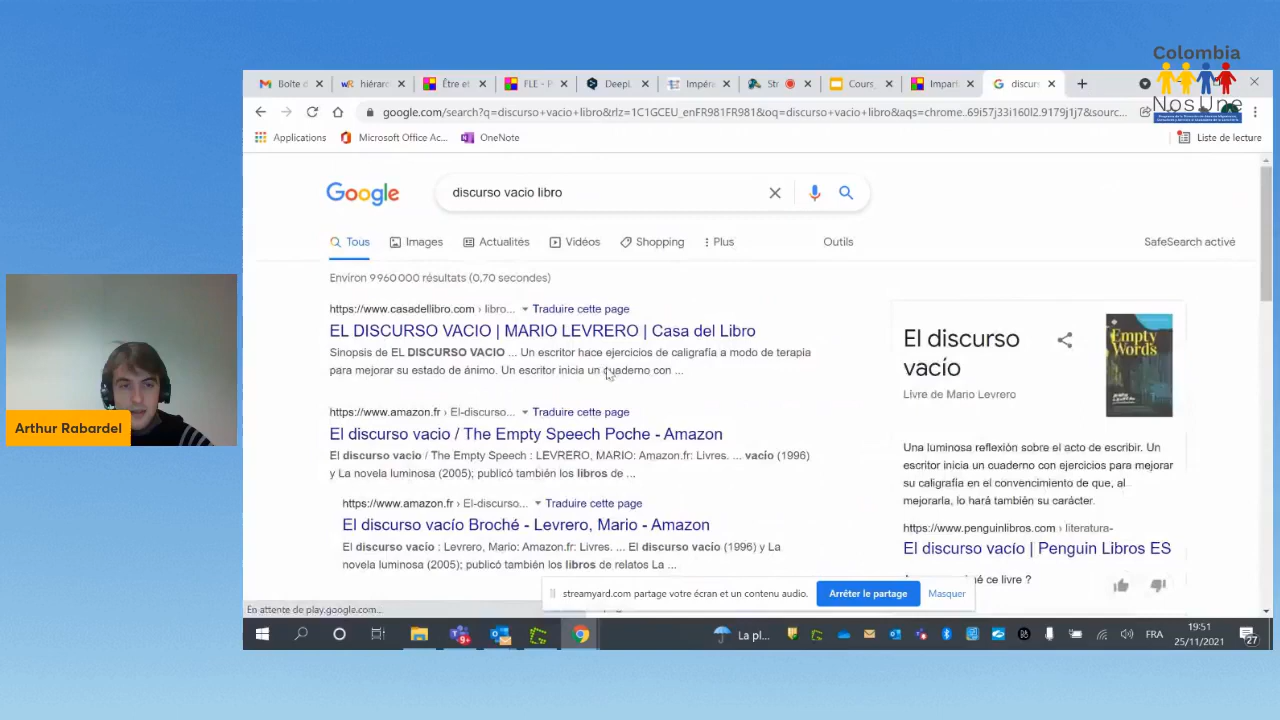 Colombia
NosUne
Boîte d
hiérarc
Être e
FLE - P
DeepL
Impéra
Str
Cours_
Impart
discurs
google.com/search?q=discurso+vacio+libro&rlz=1C1GCEU_enFR981FR981&oq=discurso+vacio+libro&aqs=chrome.69i57j33i160l2.9179j1j7&sourc...
Applications
Microsoft Office Ac...
OneNote
Liste de lecture
Google
discurso vacio libro
Tous
Images
Actualités
Vidéos
Shopping
Plus
Outils
SafeSearch activé
Environ 9 960 000 résultats (0,70 secondes)
https://www.casadellibro.com › libro... Traduire cette page
EL DISCURSO VACIO | MARIO LEVRERO | Casa del Libro
Sinopsis de EL DISCURSO VACIO ... Un escritor hace ejercicios de caligrafía a modo de terapia
para mejorar su estado de ánimo. Un escritor inicia un cuaderno con ...
https://www.amazon.fr › El-discurso... Traduire cette page
El discurso vacio / The Empty Speech Poche - Amazon
El discurso vacio / The Empty Speech : LEVRERO, MARIO: Amazon.fr: Livres. ... vacío (1996)
y La novela luminosa (2005); publicó también los libros de ...
https://www.amazon.fr › El-discurso... Traduire cette page
El discurso vacío Broché - Levrero, Mario - Amazon
El discurso vacío : Levrero, Mario: Amazon.fr: Livres. ... El discurso vacío (1996) y La
novela luminosa (2005); publicó también los libros de relatos La ...
El discurso
vacío
Livre de Mario Levrero
Empty
Words
Una luminosa reflexión sobre el acto de escribir. Un
escritor inicia un cuaderno con ejercicios para mejorar
su caligrafía en el convencimiento de que, al
mejorarla, lo hará también su carácter.
https://www.penguinlibros.com › literatura-
El discurso vacío | Penguin Libros ES
ce livre ?
streamyard.com partage votre écran et un contenu audio.
Arrêter le partage
Masquer
En attente de play.google.com...
Arthur Rabardel
9+
La pl...
FRA
19:51
25/11/2021
27